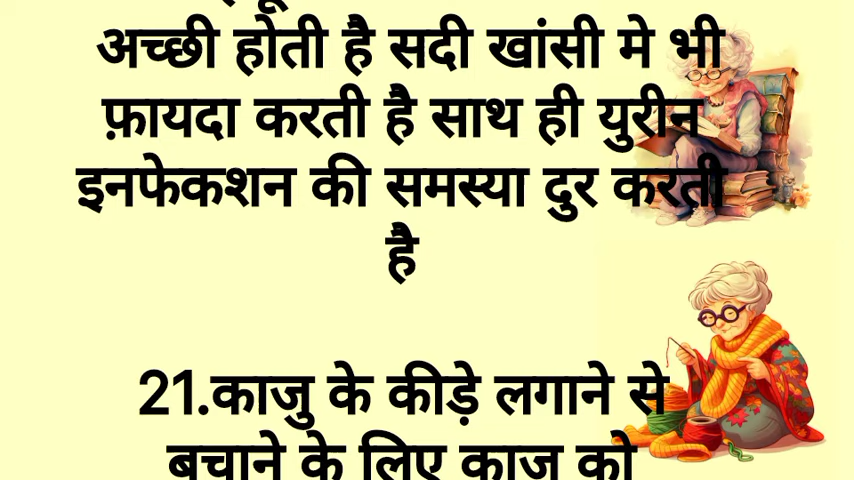 अच्छी होती है सदी खांसी मे भी
फ़ायदा करती है साथ ही युरीन
इनफेकशन की समस्या दुर करती
है
21.काजु के कीड़े लगाने से
बचाने के लिए काजू को